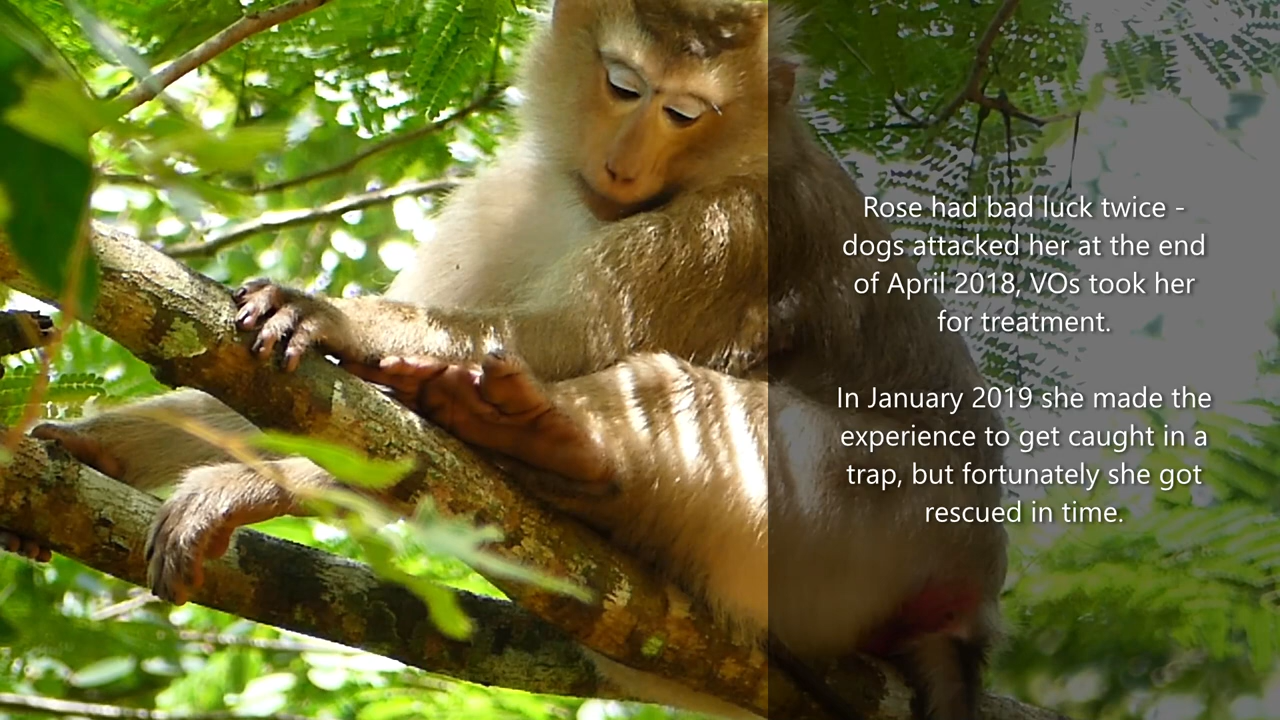 Rose had bad luck twice -
dogs attacked her at the end
of April 2018, VOs took her
for treatment.
In January 2019 she made the
experience to get caught in a
trap, but fortunately she got
rescued in time.